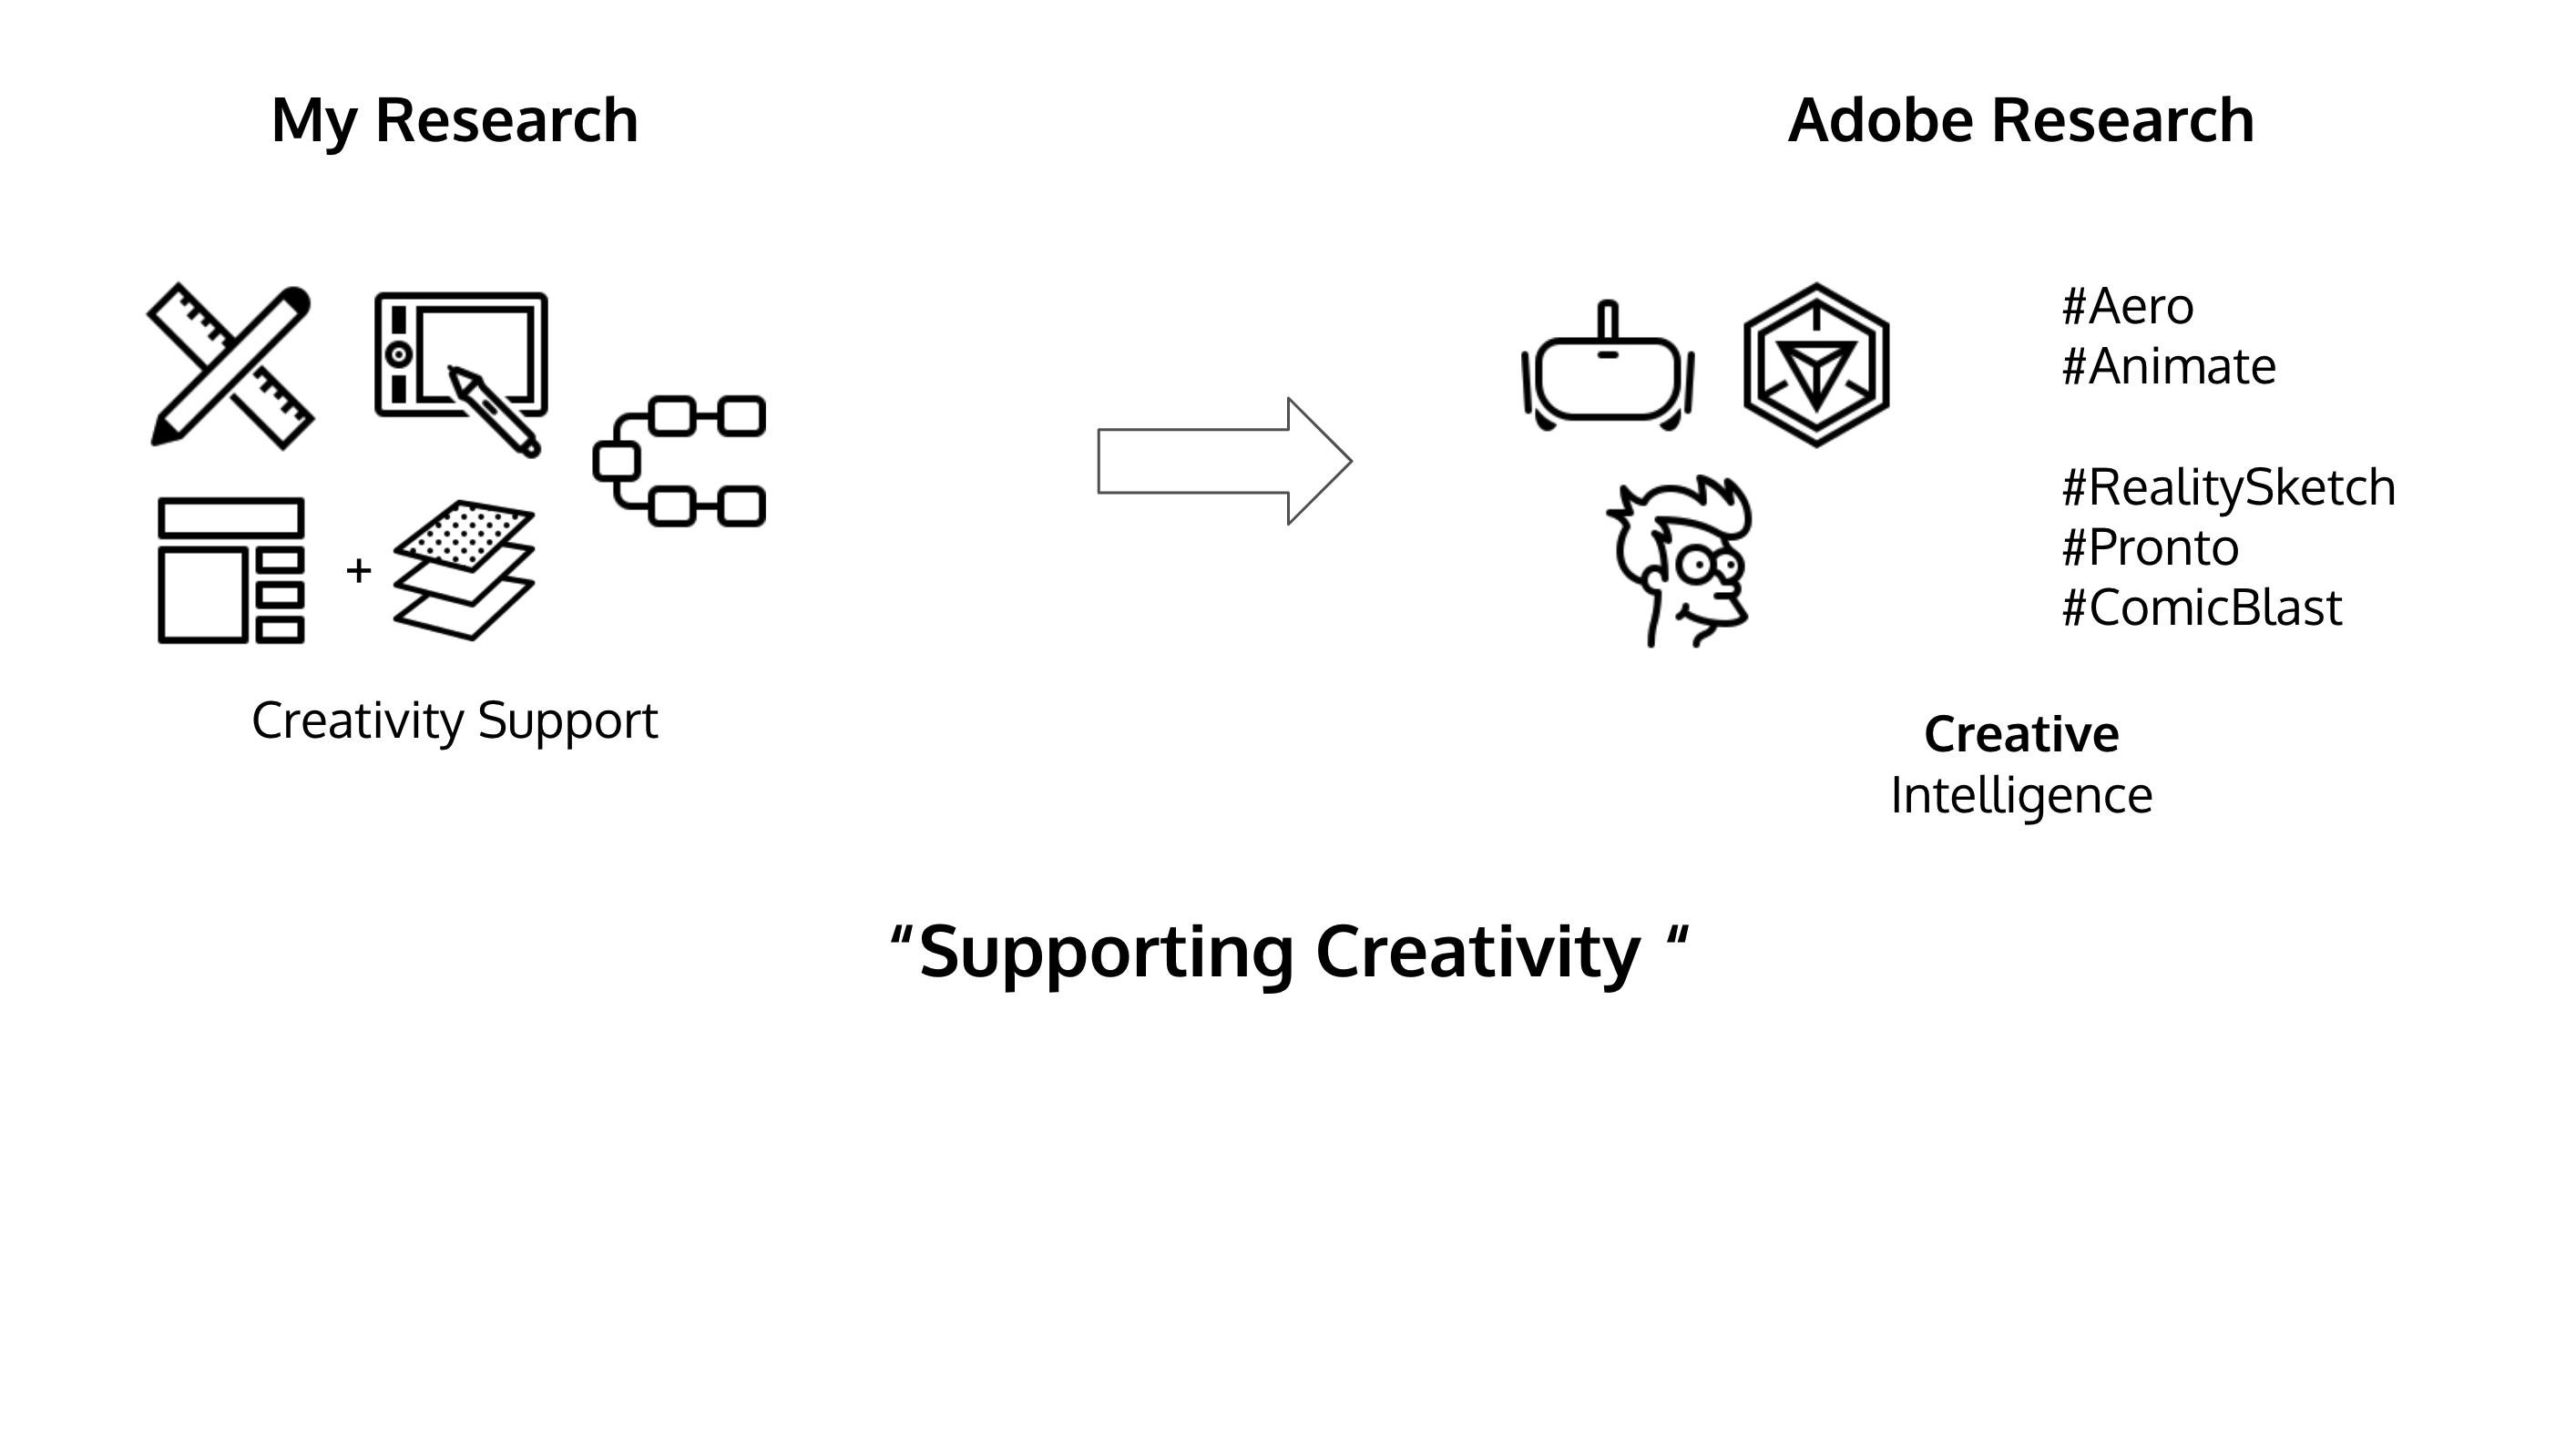 My Research
Adobe Research
#Aero
#Animate
#RealitySketch
#Pronto
#ComicBlast
+
Creativity Support
Creative
Intelligence
“Supporting Creativity “